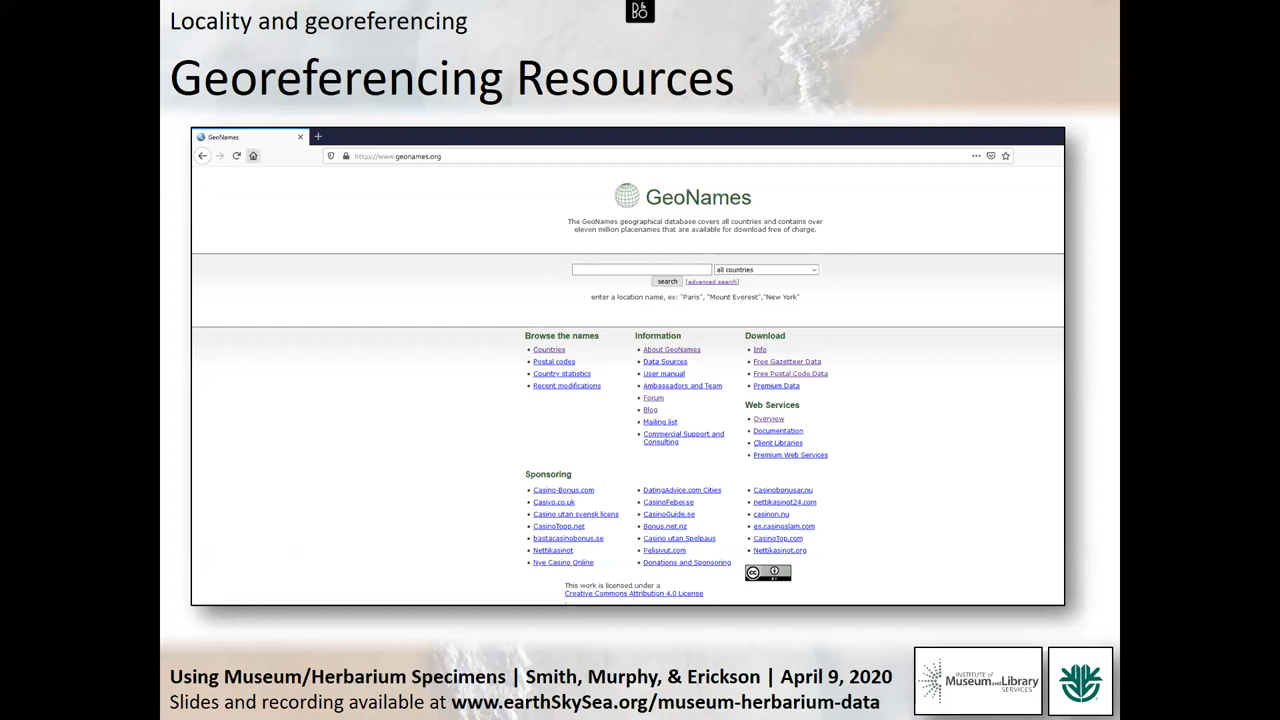 Locality and georeferencing
B&
BO
Georeferencing Resources
GeoNames
https://www.geonames.org
GeoNames
The GeoNames geographical database covers all countries and contains over
eleven million placenames that are available for download free of charge.
all countries
search [advanced search]
enter a location name, ex: "Paris", "Mount Everest","New York"
Browse the names
Countries
Postal codes
Country statistics
Recent modifications
Information
About GeoNames
Data Sources
User manual
Ambassadors and Team
Forum
Blog
Mailing list
Commercial Support and
Consulting
Download
Info
Free Gazetteer Data
Free Postal Code Data
Premium Data
Web Services
Overview
Documentation
Client Libraries
Premium Web Services
Sponsoring
Casino-Bonus.com
Casivo.co.uk
Casino utan svensk licens
CasinoTopp.net
bastacasinobonus.se
Nettikasinot
Nye Casino Online
DatingAdvice.com Cities
CasinoFeber.se
CasinoGuide.se
Bonus.net.nz
Casino utan Spelpaus
Pelisivut.com
Donations and Sponsoring
Casinobonusar.nu
nettikasinot24.com
casinon.nu
es.casinoslam.com
CasinoTop.com
Nettikasinot.org
CC
BY
This work is licensed under a
Creative Commons Attribution 4.0 License
Using Museum/Herbarium Specimens | Smith, Murphy, & Erickson | April 9, 2020
Slides and recording available at www.earthSkySea.org/museum-herbarium-data
INSTITUTE of
Museum and Library
SERVICES